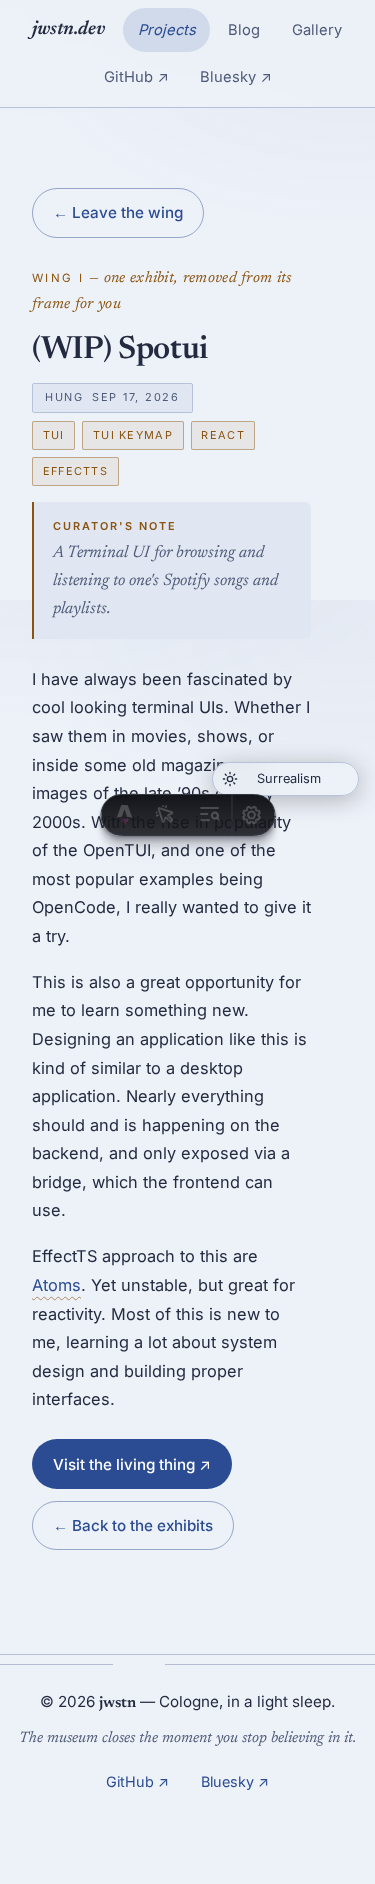 jwstn.dev Projects Blog Gallery
GitHub ↗ Bluesky ↗
← Leave the wing
WING I – one exhibit, removed from its
frame for you
(WIP) Spotui
HUNG SEP 17, 2026
TUI TUI KEYMAP REACT
EFFECTTS
CURATOR'S NOTE
A Terminal UI for browsing and
listening to one's Spotify songs and
playlists.
I have always been fascinated by
cool looking terminal UIs. Whether I
saw them in movies, shows, or
inside some old magazin
Surrealism
images of the late '90s
2000s. With the rise in popularity
of the OpenTUI, and one of the
most popular examples being
OpenCode, I really wanted to give it
a try.
This is also a great opportunity for
me to learn something new.
Designing an application like this is
kind of similar to a desktop
application. Nearly everything
should and is happening on the
backend, and only exposed via a
bridge, which the frontend can
use.
EffectTS approach to this are
Atoms. Yet unstable, but great for
reactivity. Most of this is new to
me, learning a lot about system
design and building proper
interfaces.
Visit the living thing ↗
← Back to the exhibits
© 2026 jwstn — Cologne, in a light sleep.
The museum closes the moment you stop believing in it.
GitHub ↗ Bluesky ↗